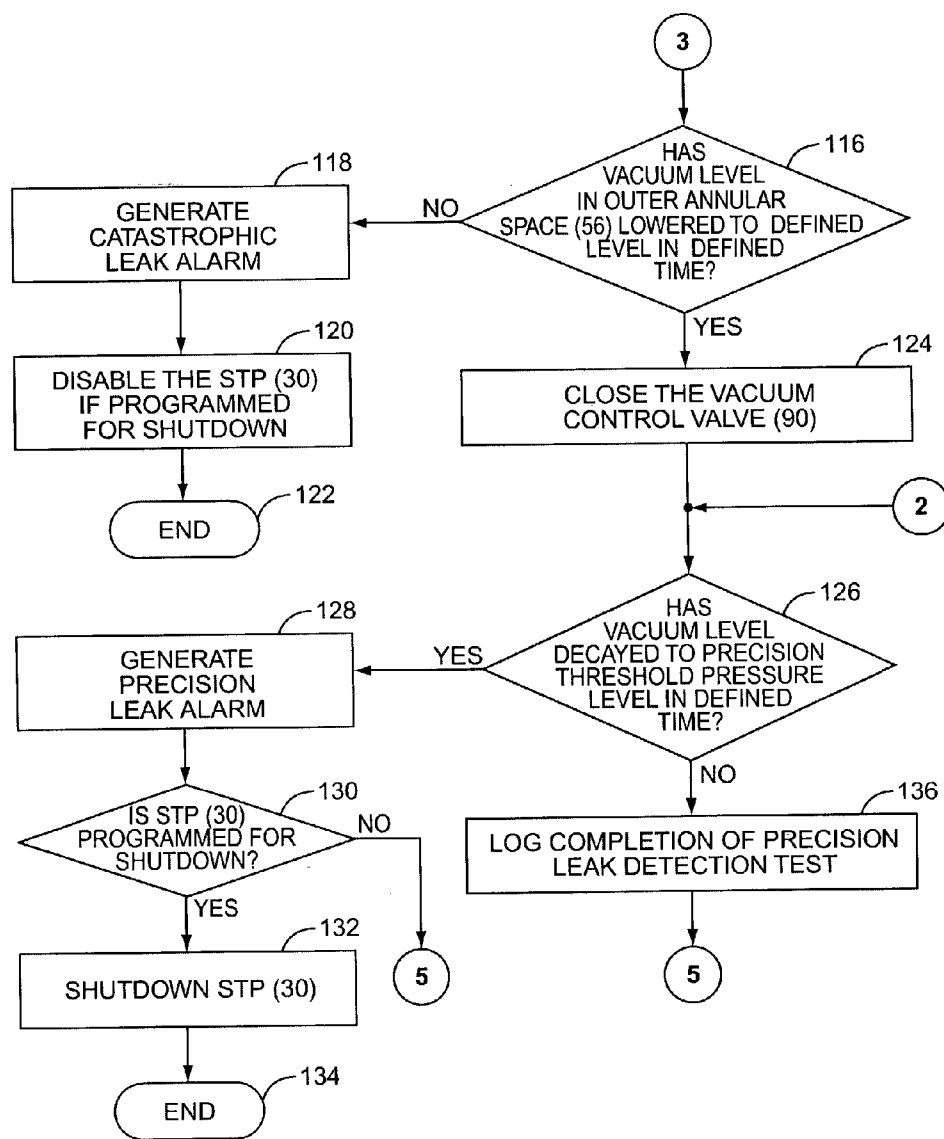 3
HAS
VACUUM LEVEL
IN OUTER ANNULAR
SPACE (56) LOWERED TO DEFINED
LEVEL IN DEFINED
TIME?
116
NO
118
GENERATE
CATASTROPHIC
LEAK ALARM
120
DISABLE THE STP (30)
IF PROGRAMMED
FOR SHUTDOWN
122
END
YES
124
CLOSE THE VACUUM
CONTROL VALVE (90)
2
126
HAS
VACUUM LEVEL
DECAYED TO PRECISION
THRESHOLD PRESSURE
LEVEL IN DEFINED
TIME?
YES
128
GENERATE
PRECISION
LEAK ALARM
130
IS STP (30)
PROGRAMMED FOR
SHUTDOWN?
NO
5
YES
132
SHUTDOWN STP (30)
134
END
NO
136
LOG COMPLETION OF PRECISION
LEAK DETECTION TEST
5